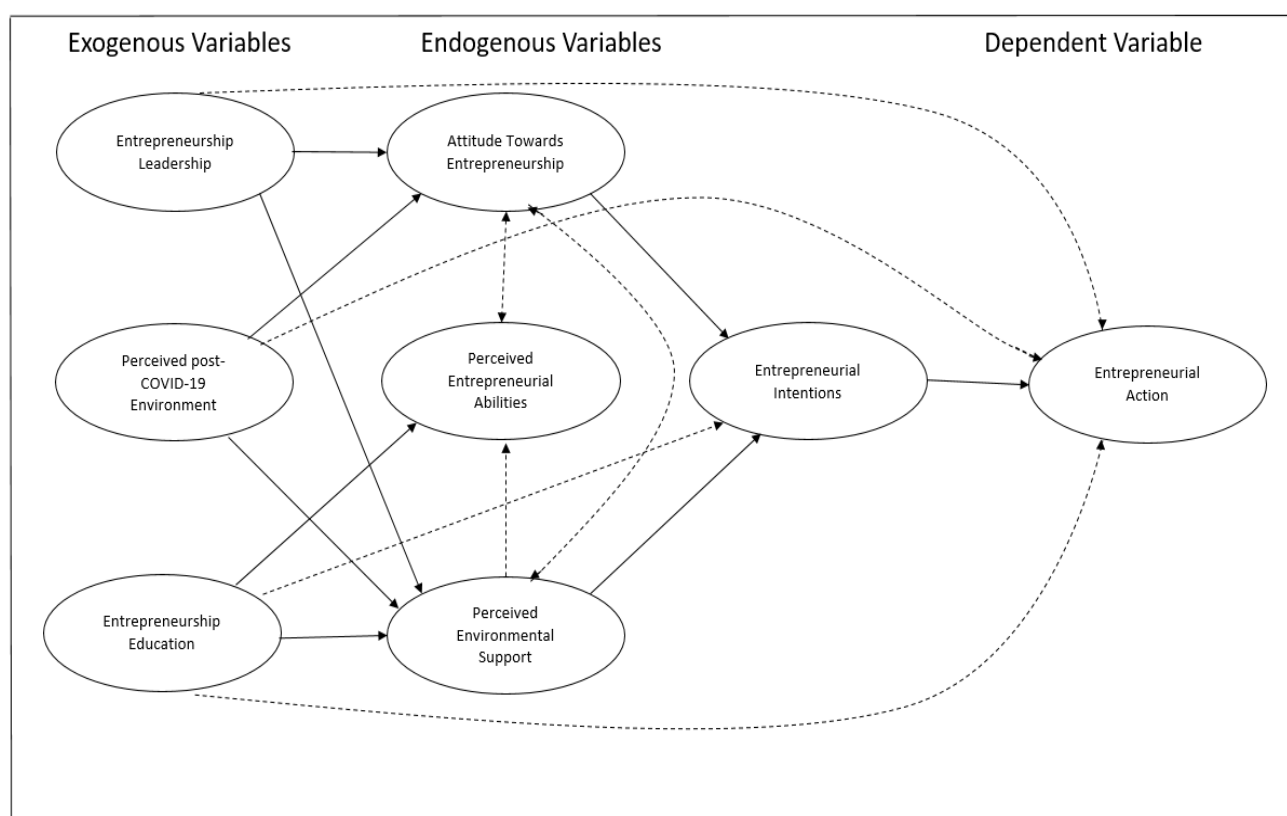 Exogenous Variables
Endogenous Variables
Dependent Variable
Entrepreneurship
Leadership
Attitude Towards
Entrepreneurship
Perceived post-
COVID-19
Environment
Perceived
Entrepreneurial
Abilities
Entrepreneurial
Intentions
Entrepreneurial
Action
Entrepreneurship
Education
Perceived
Environmental
Support